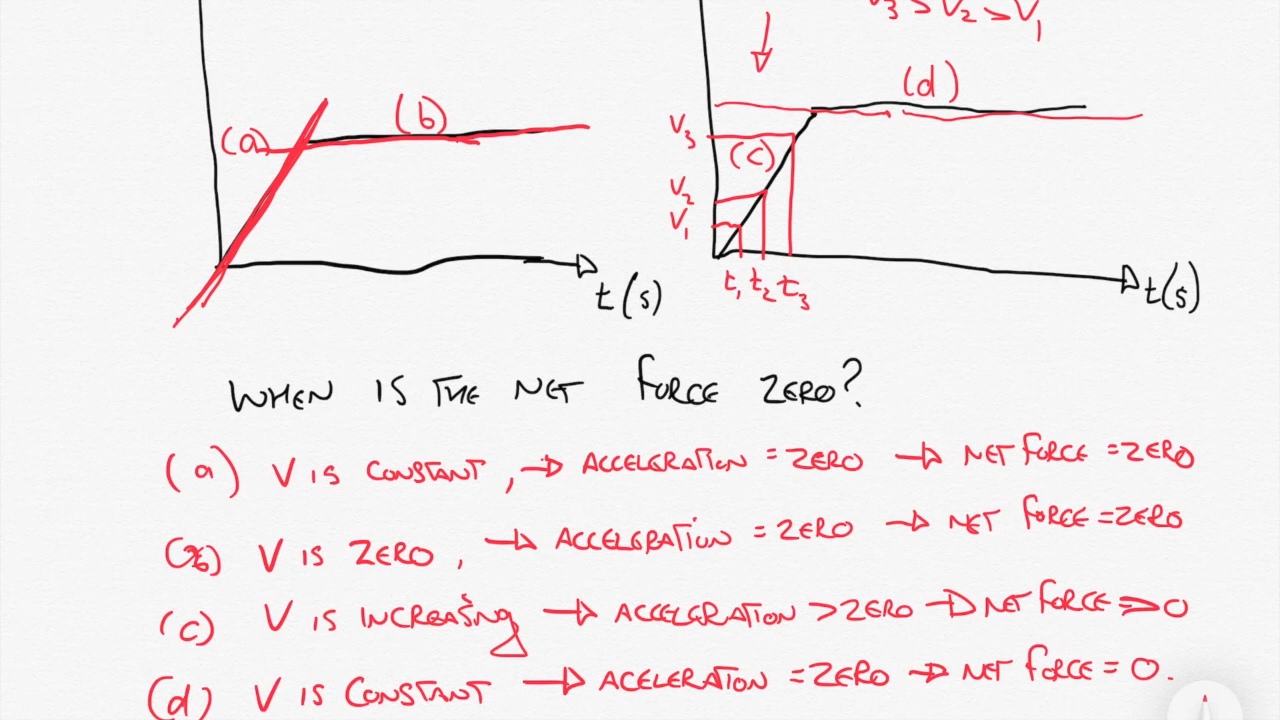 V3 > V2 > V1
(a) (b)
t(s)
(d)
V3
(c)
V2
V1
t1 t2 t3
t(s)
WHEN IS THE NET FORCE ZERO?
(a) V IS CONSTANT, → ACCELERATION = ZERO → NET FORCE = ZERO
(b) V IS ZERO, → ACCELERATION = ZERO → NET FORCE = ZERO
(c) V IS INCREASING → ACCELERATION > ZERO → NET FORCE > 0
(d) V IS CONSTANT → ACELERATION = ZERO → NET FORCE = 0.